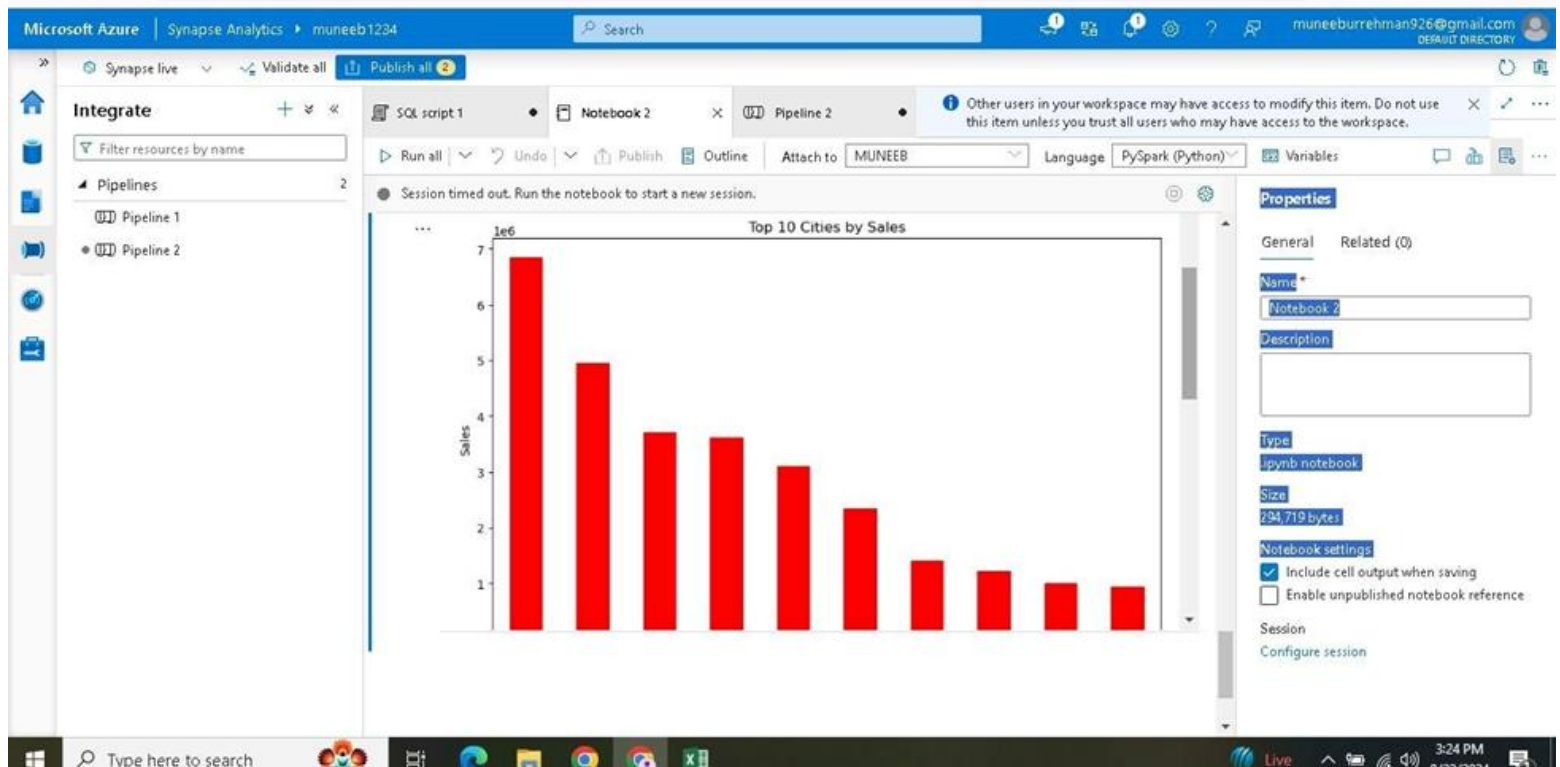 Microsoft Azure | Synapse Analytics ▸ muneeb1234
Search
1
1
muneeburrehman926@gmail.com
DEFAULT DIRECTORY
Synapse live
Validate all
Publish all 2
Integrate
Filter resources by name
Pipelines 2
Pipeline 1
Pipeline 2
SQL script 1
Notebook 2
Pipeline 2
Other users in your workspace may have access to modify this item. Do not use
this item unless you trust all users who may have access to the workspace.
Run all
Undo
Publish
Outline
Attach to MUNEEB
Language PySpark (Python)
Variables
Session timed out. Run the notebook to start a new session.
Top 10 Cities by Sales
1e6
7
6
5
4
3
2
1
Sales
Properties
General Related (0)
Name *
Notebook 2
Description
Type
.ipynb notebook
Size
294,719 bytes
Notebook settings
Include cell output when saving
Enable unpublished notebook reference
Session
Configure session
Type here to search
Live
3:24 PM